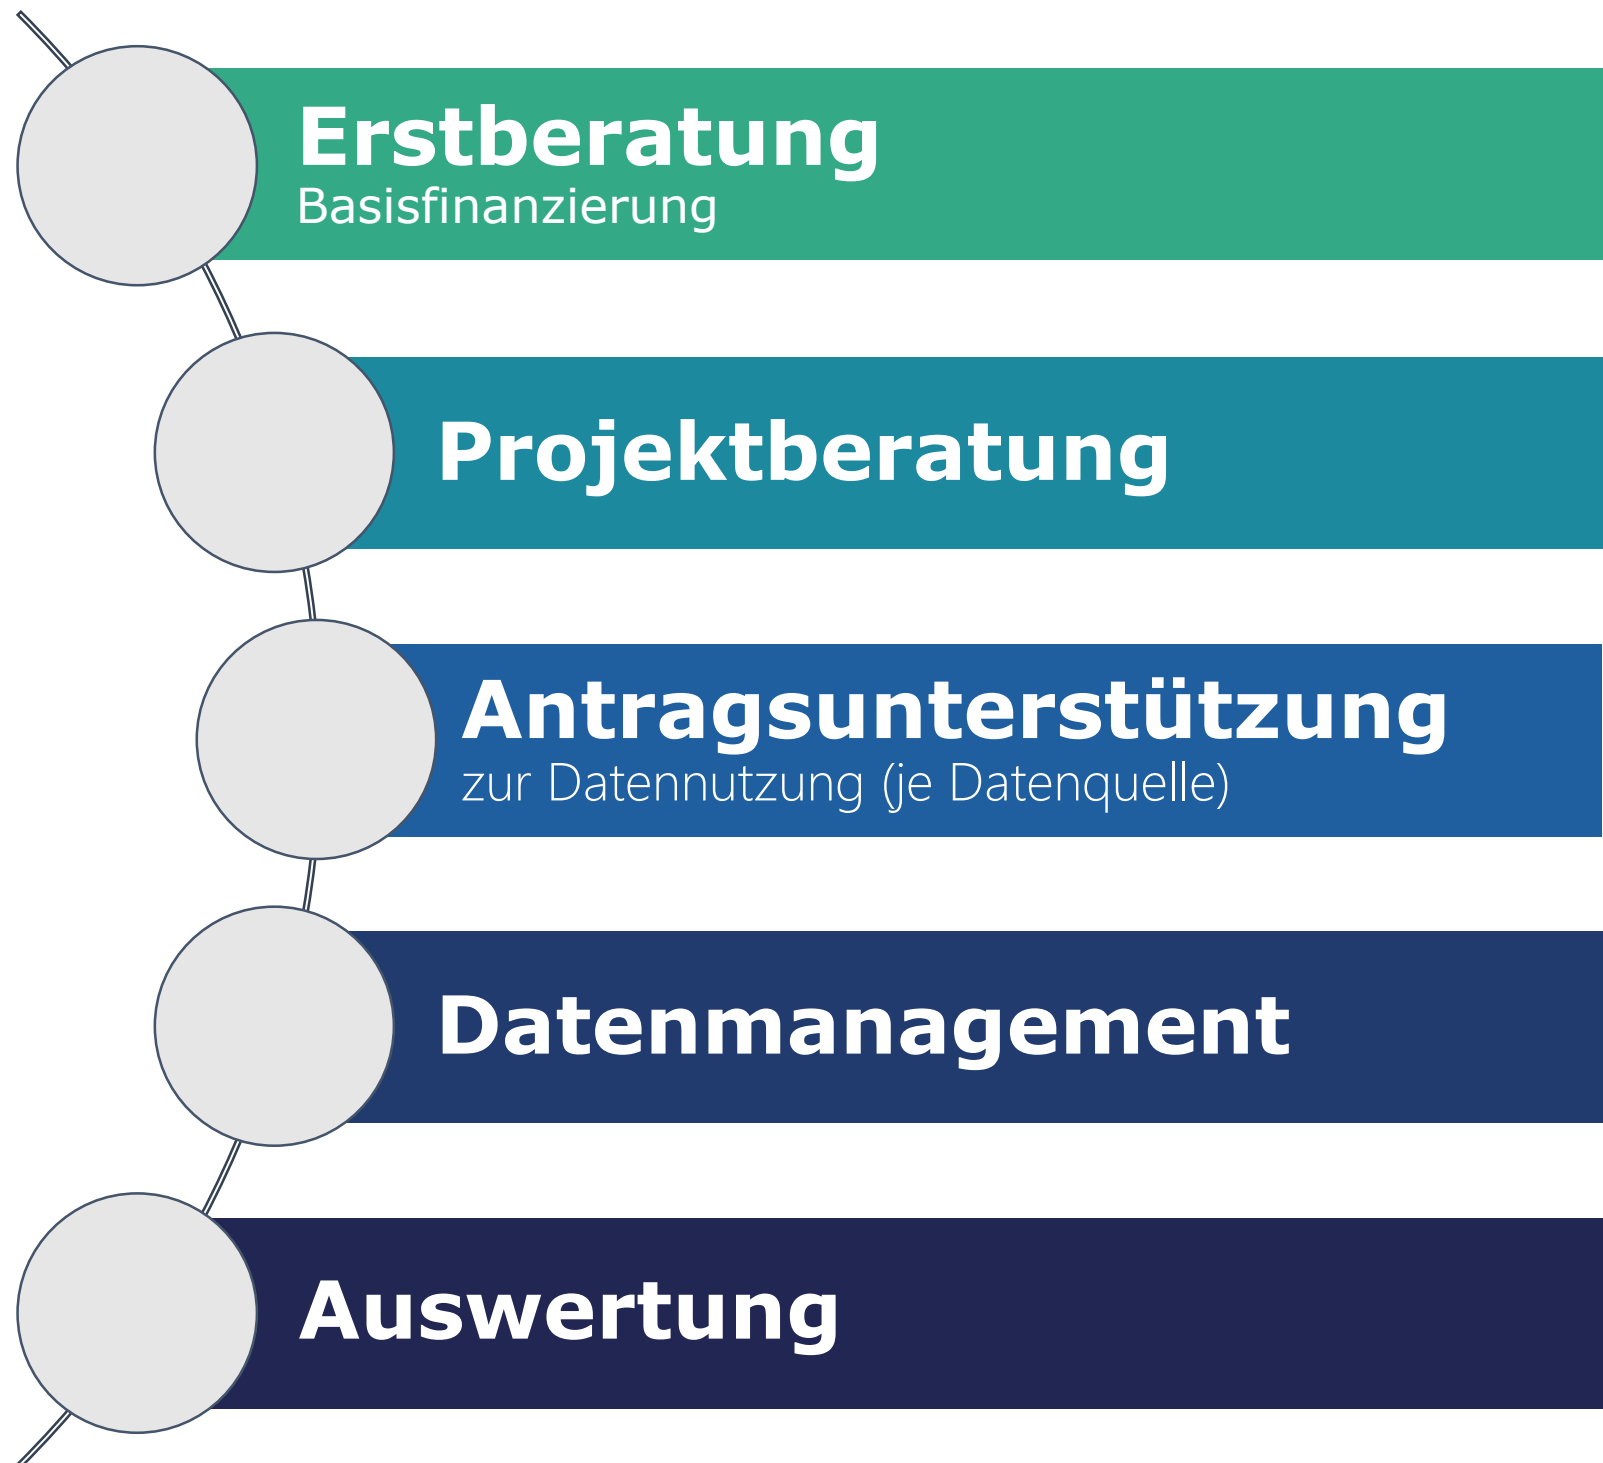 Erstberatung
Basisfinanzierung
Projektberatung
Antragsunterstützung
zur Datennutzung (je Datenquelle)
Datenmanagement
Auswertung